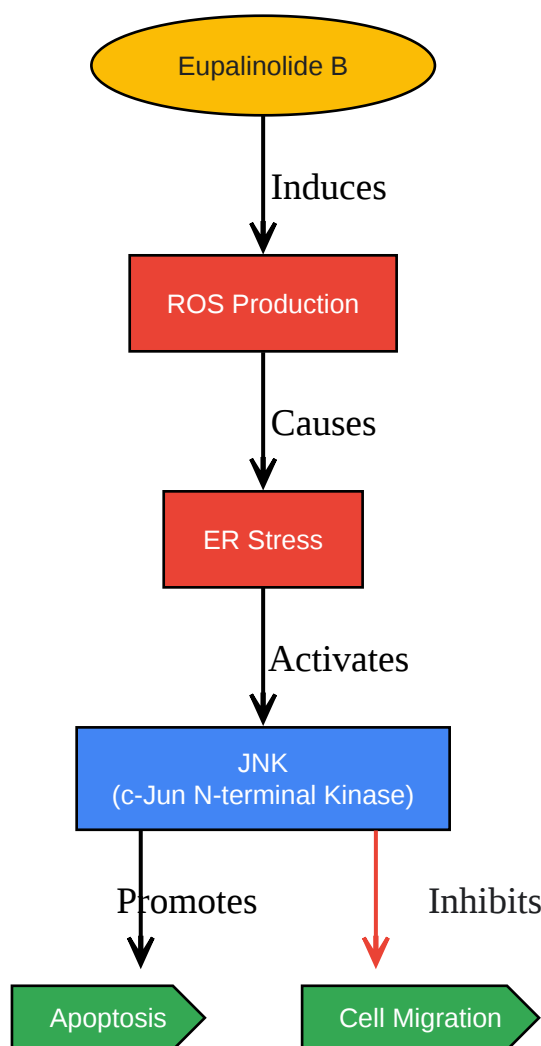 Eupalinolide B
Induces
ROS Production
Causes
ER Stress
Activates
JNK
(c-Jun N-terminal Kinase)
Promotes
Inhibits
Apoptosis
Cell Migration